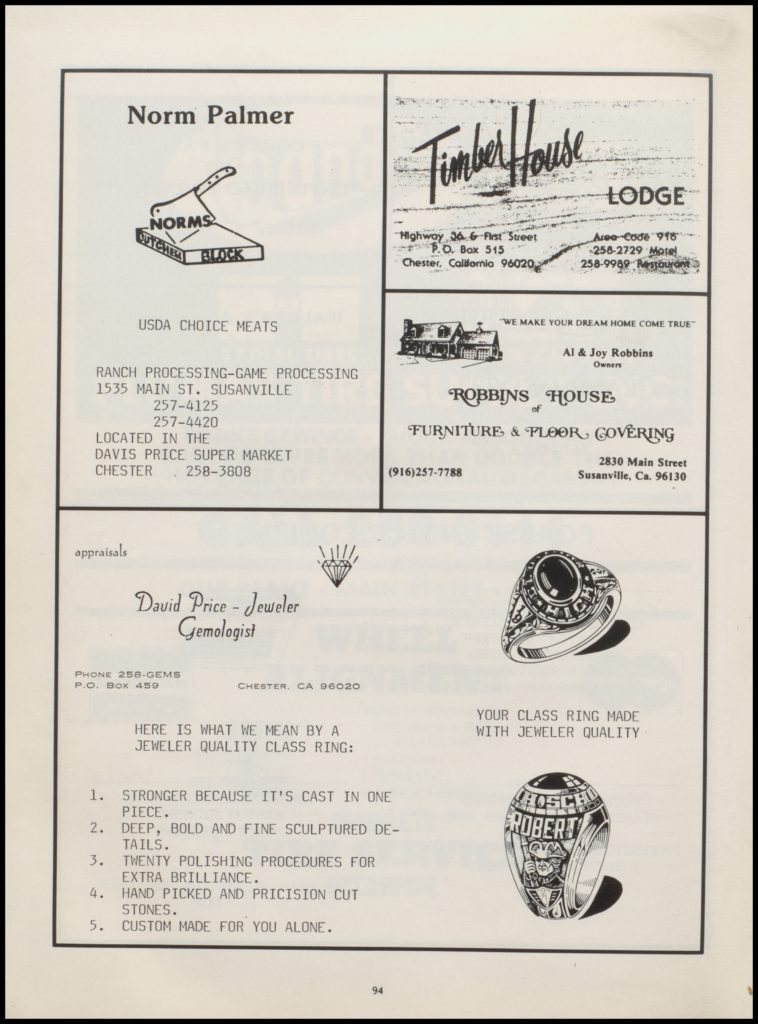 Norm Palmer
NORMS
BUTCHER BLOCK
USDA CHOICE MEATS
RANCH PROCESSING-GAME PROCESSING
1535 MAIN ST. SUSANVILLE
257-4125
257-4420
LOCATED IN THE
DAVIS PRICE SUPER MARKET
CHESTER . 258-3808
Timber House
LODGE
Highway 36 & First Street
P.O. Box 515
Chester, California 96020
Area Code 916
258-2729 Motel
258-9989 Restaurant
"WE MAKE YOUR DREAM HOME COME TRUE"
Al & Joy Robbins
Owners
ROBBINS HOUSE
of
FURNITURE & FLOOR COVERING
(916)257-7788
2830 Main Street
Susanville, Ca. 96130
appraisals
David Price - Jeweler
Gemologist
PHONE 258-GEMS
P.O. BOX 459
CHESTER, CA 96020
HERE IS WHAT WE MEAN BY A
JEWELER QUALITY CLASS RING:
1. STRONGER BECAUSE IT'S CAST IN ONE
PIECE.
2. DEEP, BOLD AND FINE SCULPTURED DE-
TAILS.
3. TWENTY POLISHING PROCEDURES FOR
EXTRA BRILLIANCE.
4. HAND PICKED AND PRICISION CUT
STONES.
5. CUSTOM MADE FOR YOU ALONE.
YOUR CLASS RING MADE
WITH JEWELER QUALITY
ROBERT
94